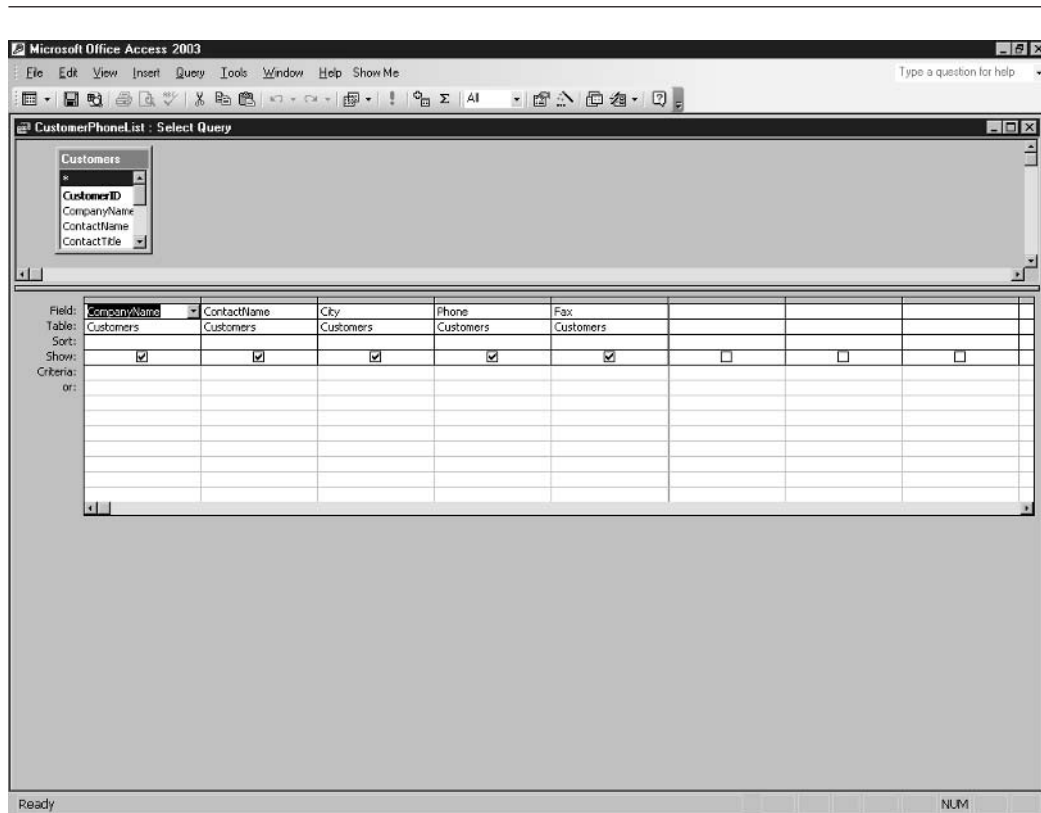 Microsoft Office Access 2003
File Edit View Insert Query Tools Window Help Show Me Type a question for help
All
CustomerPhoneList : Select Query
Customers
*
CustomerID
CompanyName
ContactName
ContactTitle
Field: CompanyName ContactName City Phone Fax
Table: Customers Customers Customers Customers Customers
Sort:
Show:
Criteria:
or:
Ready NUM